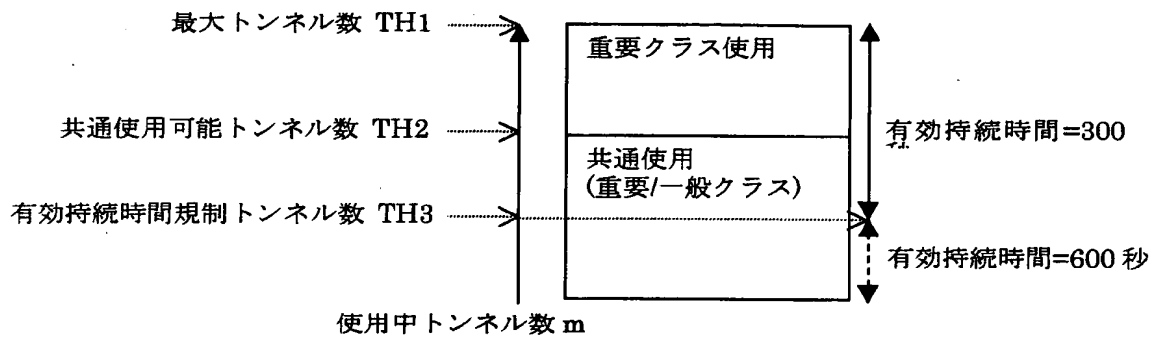 最大トンネル数 TH1
重要クラス使用
共通使用可能トンネル数 TH2
有効持続時間=300
共通使用
(重要/一般クラス)
有効持続時間規制トンネル数 TH3
有効持続時間=600 秒
使用中トンネル数 m